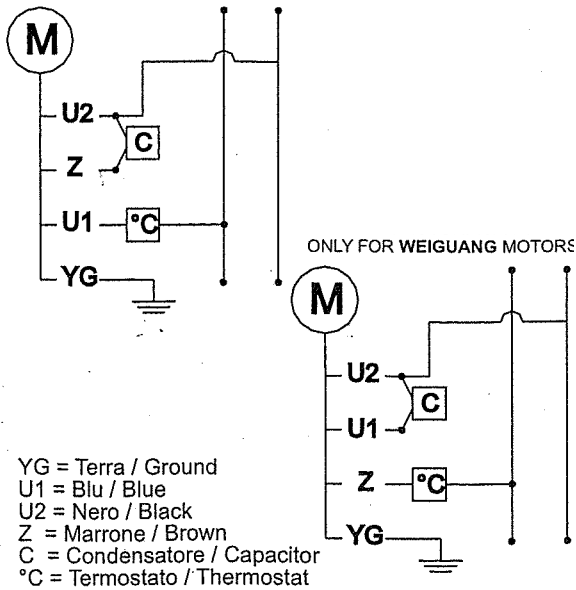 M
U2
C
Z
U1
°C
YG
ONLY FOR WEIGUANG MOTORS
M
U2
C
U1
Z
°C
YG
YG = Terra / Ground
U1 = Blu / Blue
U2 = Nero / Black
Z = Marrone / Brown
C = Condensatore / Capacitor
°C = Termostato / Thermostat